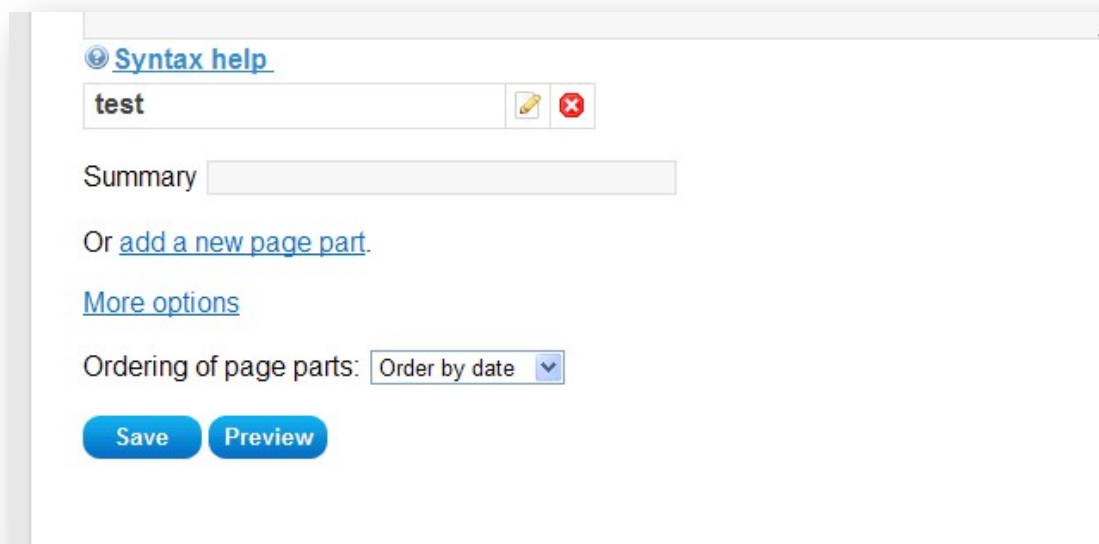 Syntax help
test
Summary
Or add a new page part.
More options
Ordering of page parts: Order by date
Save Preview